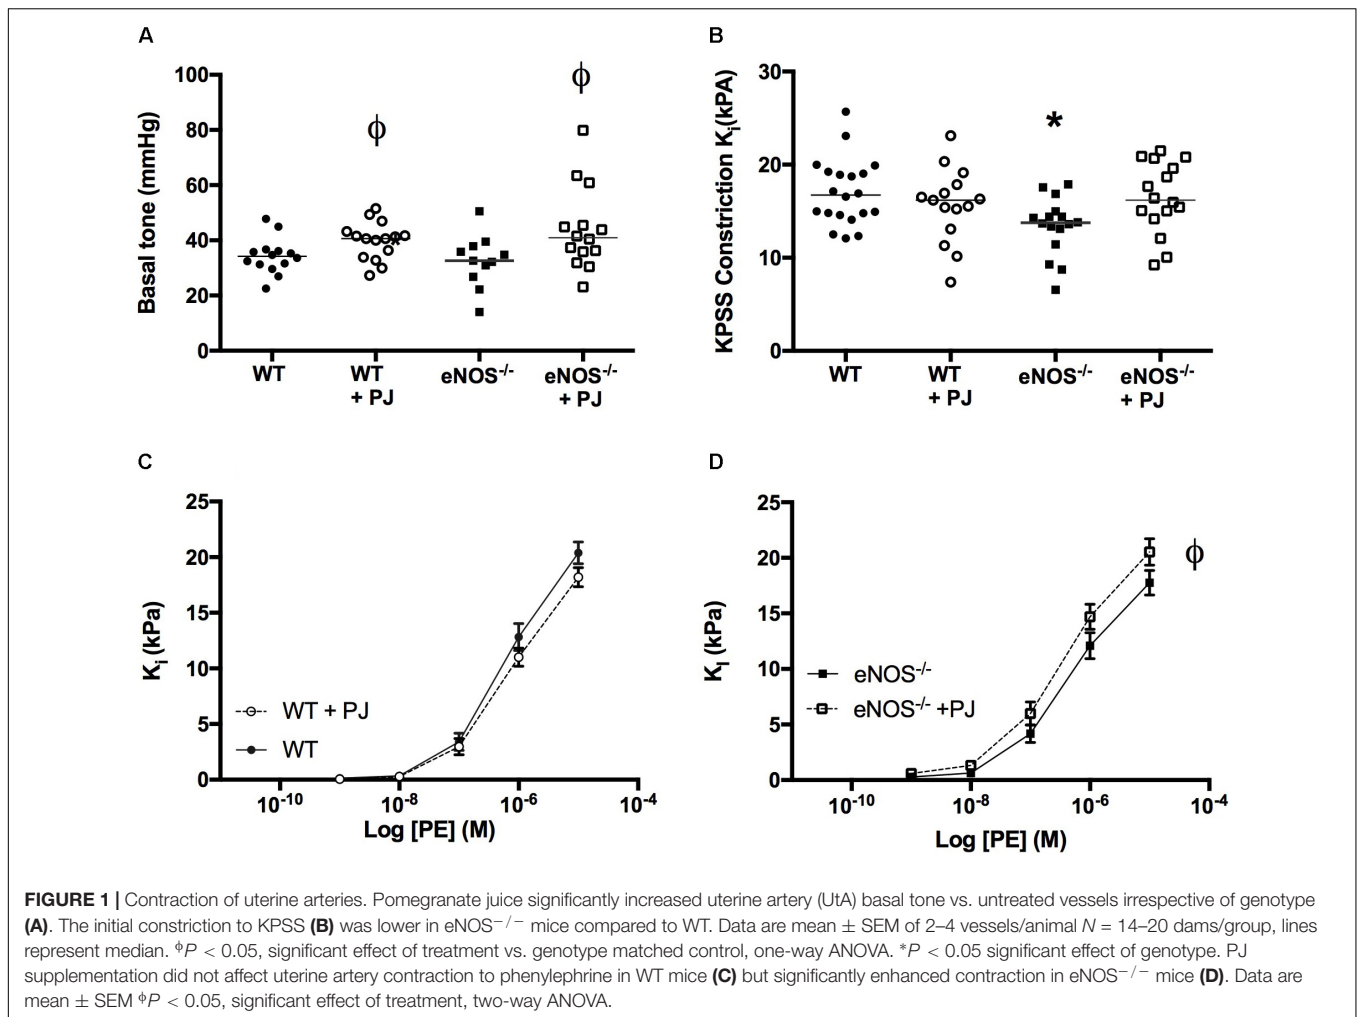 A
B
ϕ
ϕ
*
Basal tone (mmHg)
100
80
60
40
20
0
WT
WT
+ PJ
eNOS-/-
eNOS-/-
+ PJ
KPSS Constriction Ki(kPA)
30
20
10
0
WT
WT
+ PJ
eNOS-/-
eNOS-/-
+ PJ
C
D
Ki (kPa)
25
20
15
10
5
0
WT + PJ
WT
10-10
10-8
10-6
10-4
Log [PE] (M)
Ki (kPa)
25
20
15
10
5
0
ϕ
eNOS-/-
eNOS-/- +PJ
10-10
10-8
10-6
10-4
Log [PE] (M)
FIGURE 1 | Contraction of uterine arteries. Pomegranate juice significantly increased uterine artery (UtA) basal tone vs. untreated vessels irrespective of genotype
(A). The initial constriction to KPSS (B) was lower in eNOS−/− mice compared to WT. Data are mean ± SEM of 2–4 vessels/animal N = 14–20 dams/group, lines
represent median. ϕP < 0.05, significant effect of treatment vs. genotype matched control, one-way ANOVA. *P < 0.05 significant effect of genotype. PJ
supplementation did not affect uterine artery contraction to phenylephrine in WT mice (C) but significantly enhanced contraction in eNOS−/− mice (D). Data are
mean ± SEM ϕP < 0.05, significant effect of treatment, two-way ANOVA.